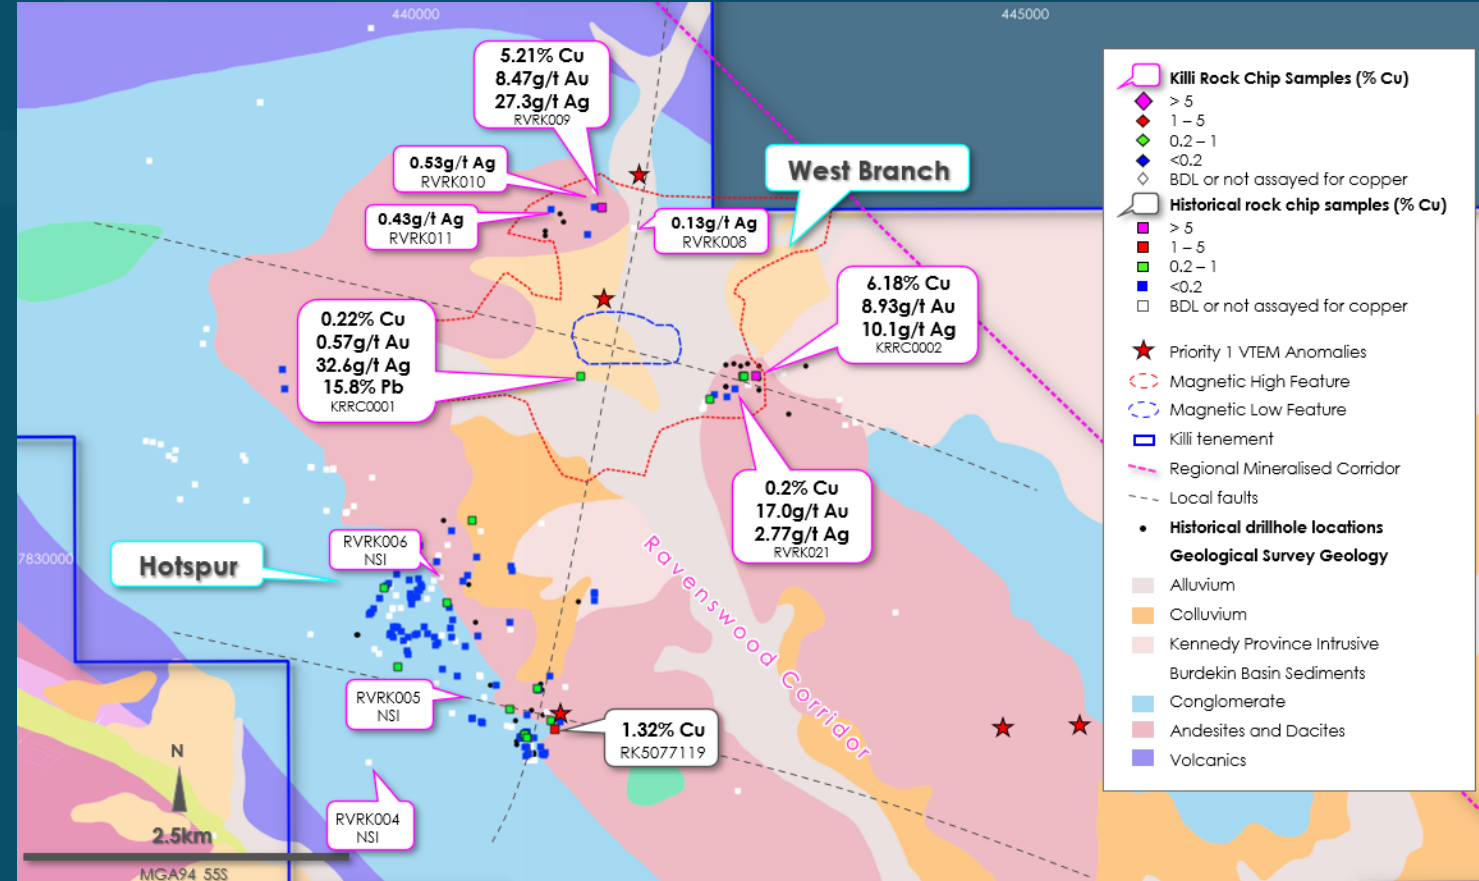 440000
445000
5.21% Cu
8.47g/t Au
27.3g/t Ag
RVRK009
0.53g/t Ag
RVRK010
0.43g/t Ag
RVRK011
0.13g/t Ag
RVRK008
West Branch
6.18% Cu
8.93g/t Au
10.1g/t Ag
KRRC0002
0.22% Cu
0.57g/t Au
32.6g/t Ag
15.8% Pb
KRRC0001
0.2% Cu
17.0g/t Au
2.77g/t Ag
RVRK021
RVRK006
NSI
7830000
Hotspur
Ravenswood Corridor
RVRK005
NSI
1.32% Cu
RK5077119
RVRK004
NSI
N
2.5km
MGA94 55S
Killi Rock Chip Samples (% Cu)
> 5
1 – 5
0.2 – 1
<0.2
BDL or not assayed for copper
Historical rock chip samples (% Cu)
> 5
1 – 5
0.2 – 1
<0.2
BDL or not assayed for copper
Priority 1 VTEM Anomalies
Magnetic High Feature
Magnetic Low Feature
Killi tenement
Regional Mineralised Corridor
Local faults
Historical drillhole locations
Geological Survey Geology
Alluvium
Colluvium
Kennedy Province Intrusive
Burdekin Basin Sediments
Conglomerate
Andesites and Dacites
Volcanics